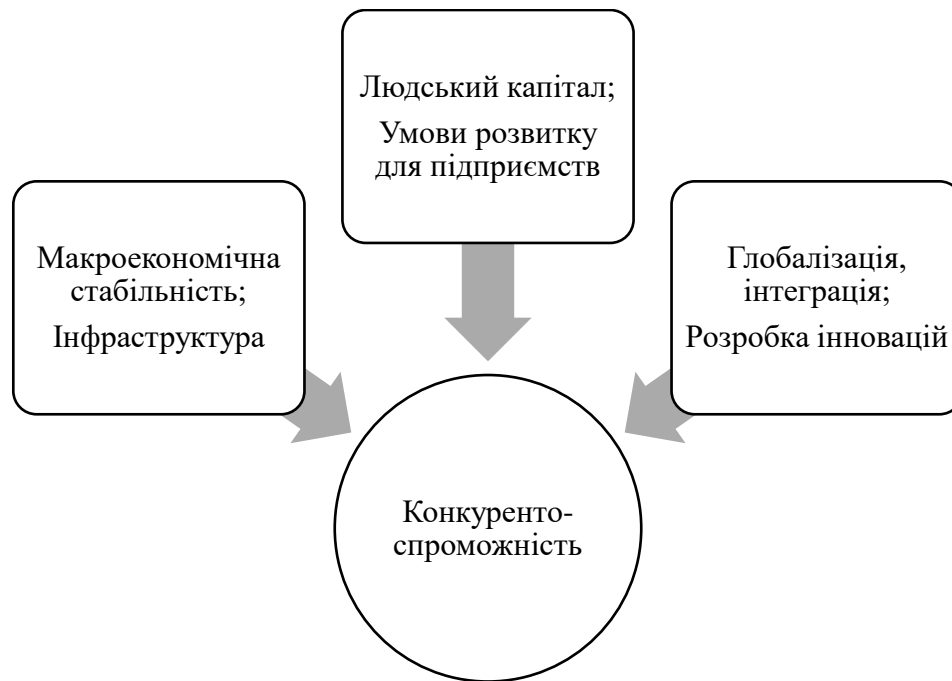 Людський капітал;
Умови розвитку
для підприємств
Макроекономічна
стабільність;
Інфраструктура
Глобалізація,
інтеграція;
Розробка інновацій
Конкуренто-
спроможність